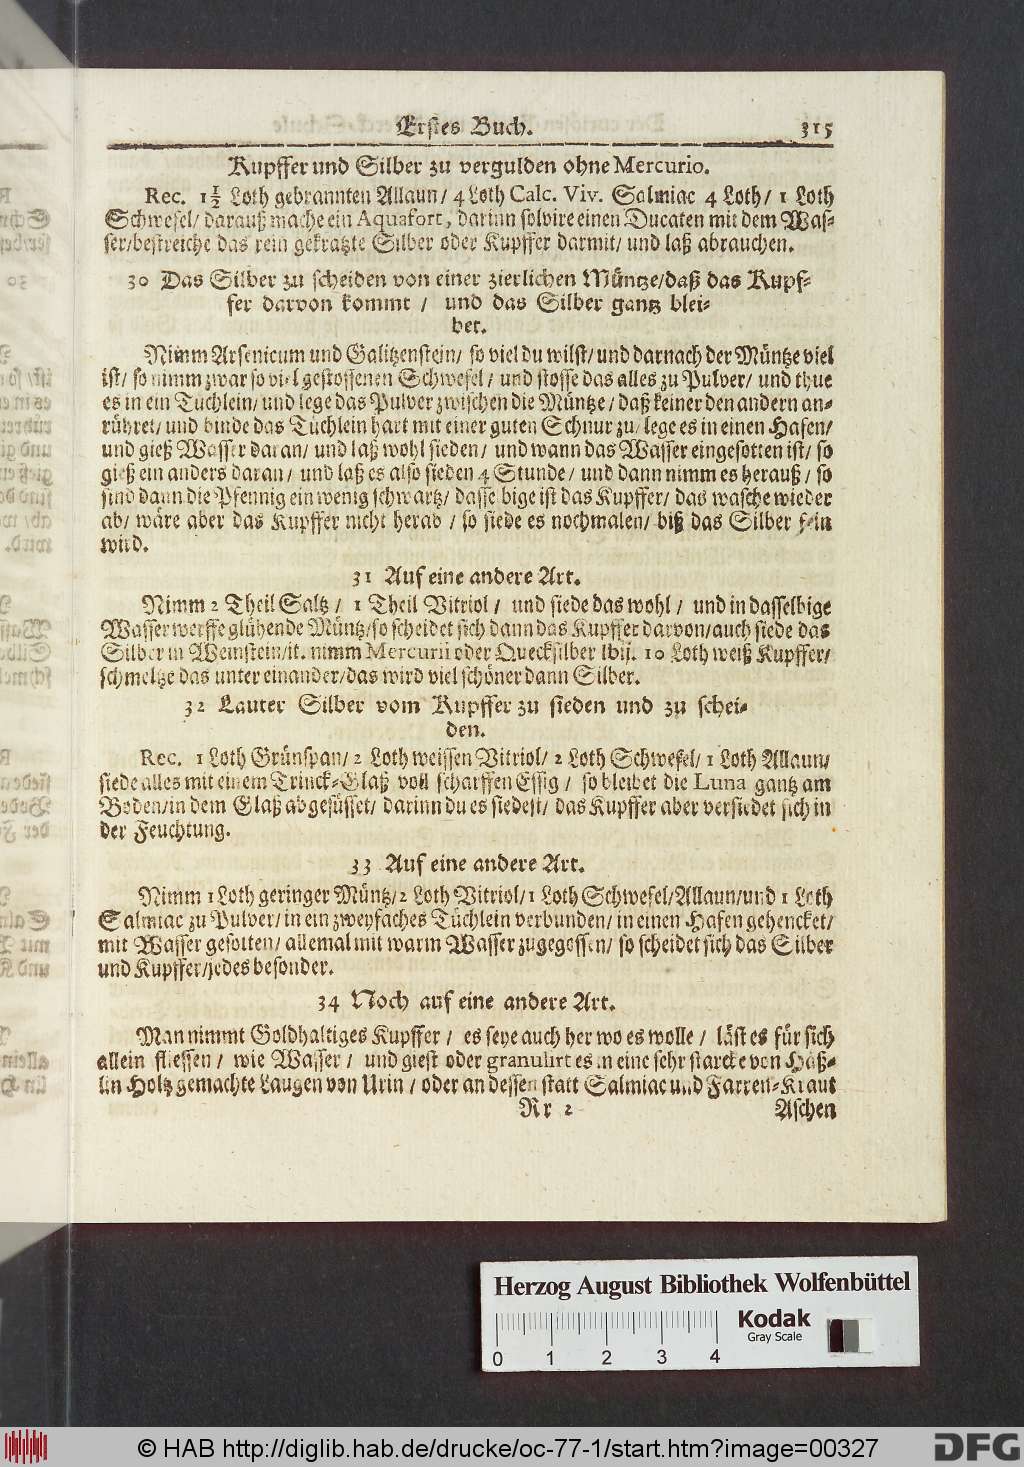 Erstes Buch. 315
Kupffer und Silber zu vergulden ohne Mercurio.
Rec. 1½ Loth gebrannten Allaun/ 4 Loth Calc. Viv. Salmiac 4 Loth/ 1 Loth
Schwefel/ darauß mache ein Aquafort, darinn solvire einen Ducaten mit dem Was-
ser/bestreiche das rein gekratzte Silber oder Kupffer darmit/ und laß abrauchen.
30 Das Silber zu scheiden von einer zierlichen Müntze/daß das Kupf-
fer darvon kommt / und das Silber gantz blei-
bet.
Nimm Arsenicum und Galitzenstein/ so viel du wilst/und darnach der Müntze viel
ist/ so nimm zwar so viel gestossenen Schwefel/ und stosse das alles zu Pulver/ und thue
es in ein Tüchlein/und lege das Pulver zwischen die Müntze/ daß keiner den andern an-
rühret/ und binde das Tüchlein hart mit einer guten Schnur zu/ lege es in einen Hafen/
und gieß Wasser daran/ und laß wohl sieden/ und wann das Wasser eingesotten ist/ so
gieß ein anders daran/ und laß es also sieden 4 Stunde/ und dann nimm es herauß/ so
sind dann die Pfennig ein wenig schwartz/ dasselbige ist das Kupffer/ das wasche wieder
ab/ wäre aber das Kupffer nicht herab / so siede es nochmalen/ biß das Silber fein
wird.
31 Auf eine andere Art.
Nimm 2 Theil Saltz / 1 Theil Vitriol / und siede das wohl / und in dasselbige
Wasser werffe glühende Müntz/so scheidet sich dann das Kupffer darvon/auch siede das
Silber in Weinstein/it. nimm Mercurii oder Quecksilber lbij. 10 Loth weiß Kupffer/
schmeltze das unter einander/das wird viel schöner dann Silber.
32 Lauter Silber vom Kupffer zu sieden und zu schei-
den.
Rec. 1 Loth Grünspan/ 2 Loth weissen Vitriol/ 2 Loth Schwefel/ 1 Loth Allaun/
siede alles mit einem Trinck-Glaß voll scharffen Essig / so bleibet die Luna gantz am
Boden/in dem Glaß abgesüsset/ darinn du es siedest/ das Kupffer aber versiedet sich in
der Feuchtung.
33 Auf eine andere Art.
Nimm 1 Loth geringer Müntz/2 Loth Vitriol/1 Loth Schwefel/Allaun/und 1 Loth
Salmiac zu Pulver/in ein zweyfaches Tüchlein verbunden/in einen Hafen gehencket/
mit Wasser gesotten/ allemal mit warm Wasser zugegossen/ so scheidet sich das Silber
und Kupffer/jedes besonder.
34 Noch auf eine andere Art.
Man nimmt Goldhaltiges Kupffer / es seye auch her wo es wolle / läst es für sich
allein fliessen / wie Wasser / und giest oder granulirt es in eine sehr starcke von Häß-
lin Holtz gemachte Laugen von Urin / oder an dessen statt Salmiac und Farren-Kraut
Rr 2 Aschen
Herzog August Bibliothek Wolfenbüttel
Kodak
Gray Scale
0 1 2 3 4
© HAB http://diglib.hab.de/drucke/oc-77-1/start.htm?image=00327
DFG